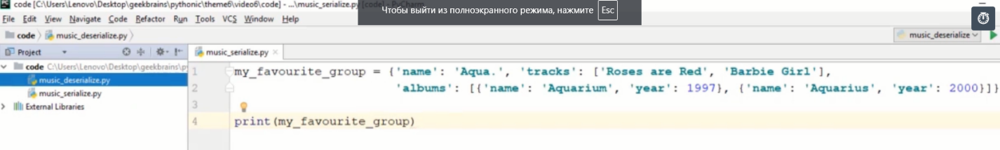 code [C:\Users\Lenovo\Desktop\geekbrains\pythonic\theme6\video6\code] - ...\music_serialize.py [code] - PyCharm
Чтобы выйти из полноэкранного режима, нажмите Esc
File Edit View Navigate Code Refactor Run Tools VCS Window Help
code music_deserialize.py
music_deserialize
Project
music_serialize.py
code C:\Users\Lenovo\Desktop\geekbrains\py
music_deserialize.py
music_serialize.py
External Libraries
1 my_favourite_group = {'name': 'Aqua.', 'tracks': ['Roses are Red', 'Barbie Girl'],
2 'albums': [{'name': 'Aquarium', 'year': 1997}, {'name': 'Aquarius', 'year': 2000}]}
3
4 print(my_favourite_group)